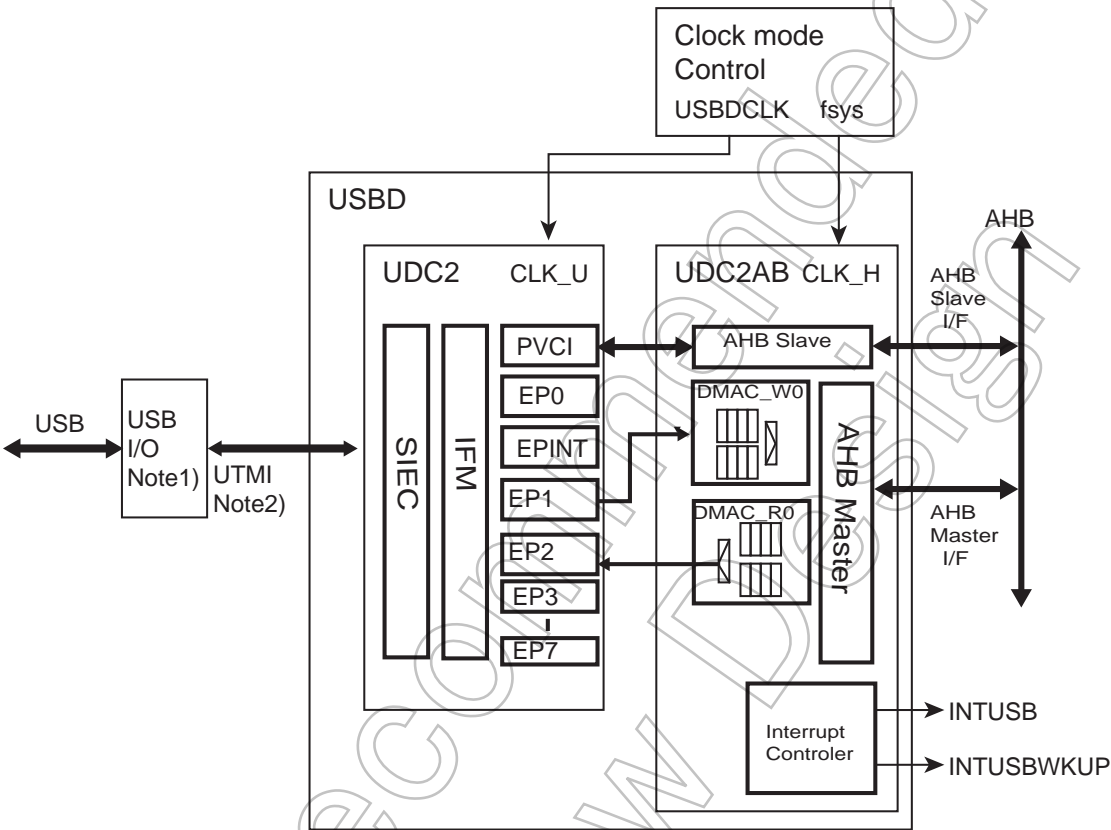 Clock mode
Control
USBDCLK fsys
USBD
AHB
UDC2 CLK_U
UDC2AB CLK_H
AHB
Slave
I/F
PVCI
AHB Slave
EP0
DMAC_W0
USB
USB
I/O
Note1)
UTMI
Note2)
SIEC
IFM
EPINT
AHB Master
EP1
DMAC_R0
AHB
Master
I/F
EP2
EP3
EP7
Interrupt
Controler
INTUSB
INTUSBWKUP
ecommended
w Design